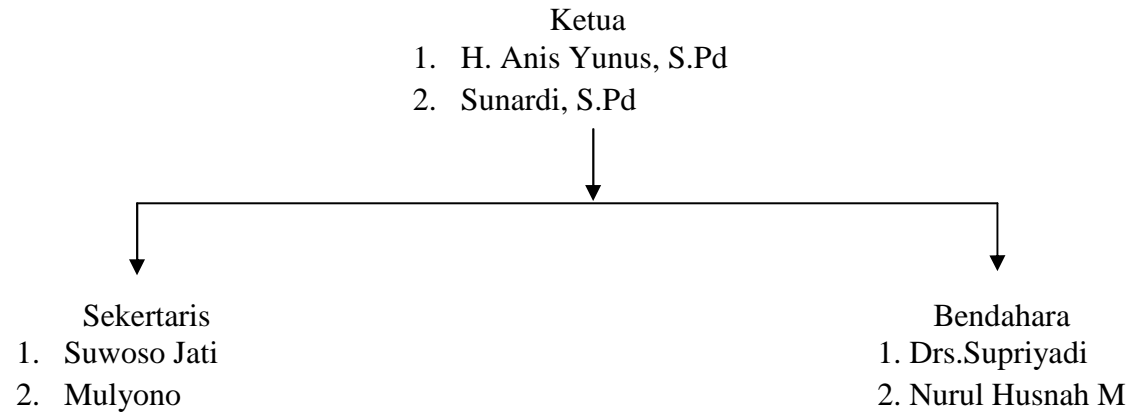 Ketua
1. H. Anis Yunus, S.Pd
2. Sunardi, S.Pd
Sekertaris
1. Suwoso Jati
2. Mulyono
Bendahara
1. Drs.Supriyadi
2. Nurul Husnah M